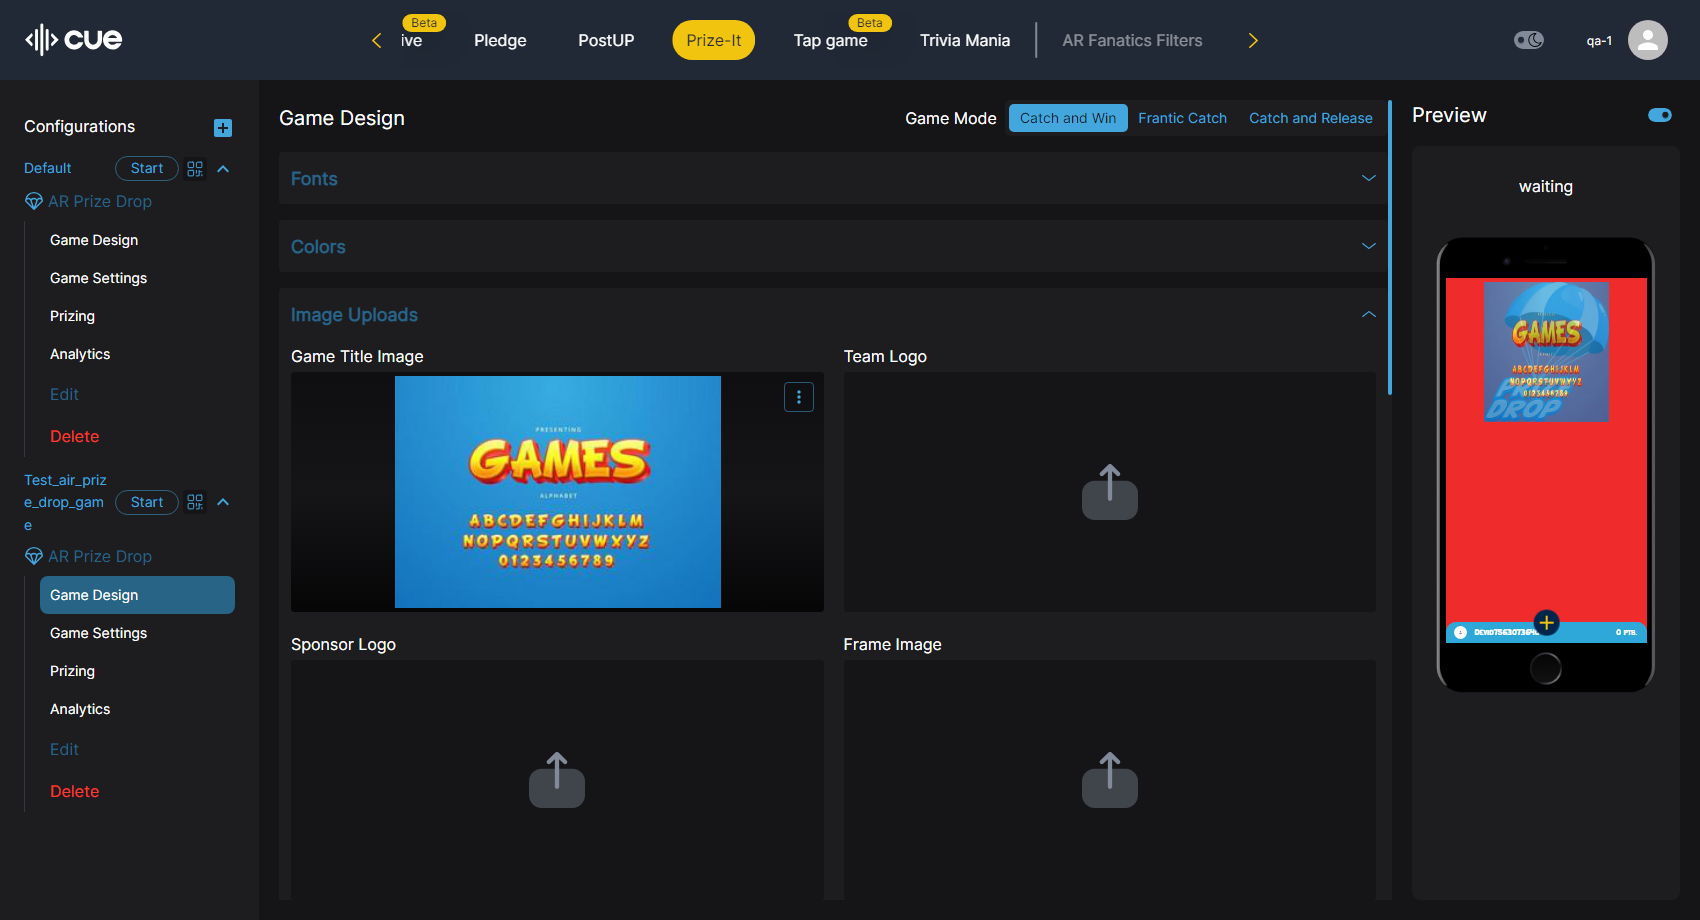 cue
Beta
ive
Pledge
PostUP
Prize-It
Beta
Tap game
Trivia Mania
AR Fanatics Filters
qa-1
Configurations
Default
Start
AR Prize Drop
Game Design
Game Settings
Prizing
Analytics
Edit
Delete
Test_air_priz
e_drop_gam
e
Start
AR Prize Drop
Game Design
Game Settings
Prizing
Analytics
Edit
Delete
Game Design
Game Mode
Catch and Win
Frantic Catch
Catch and Release
Fonts
Colors
Image Uploads
Game Title Image
PRESENTING
GAMES
ALPHABET
ABCDEFGHIJKLM
NOPQRSTUVWXYZ
0123456789
Team Logo
Sponsor Logo
Frame Image
Preview
waiting
GAMES
ABCDEFGHIJKLM
NOPQRSTUVWXYZ
0123456789
DROP
0 PTS.